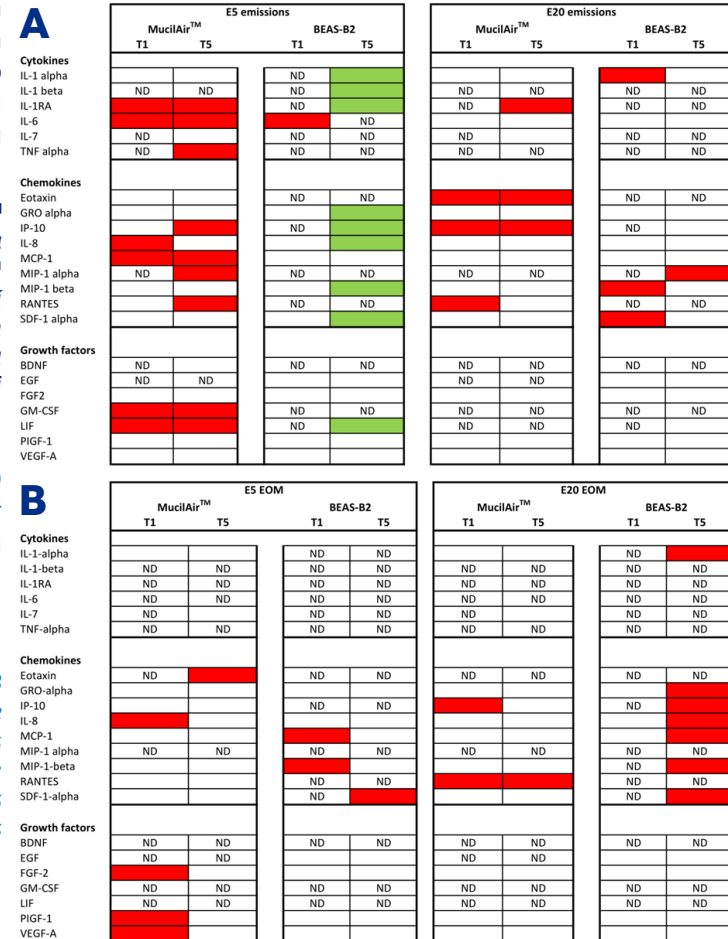 A
E5 emissions E20 emissions
MucilAir™ BEAS-B2 MucilAir™ BEAS-B2
T1 T5 T1 T5 T1 T5 T1 T5
Cytokines
IL-1 alpha ND
IL-1 beta ND ND ND ND ND ND ND
IL-1RA ND ND ND ND
IL-6 ND
IL-7 ND ND ND ND ND ND
TNF alpha ND ND ND ND ND ND ND
Chemokines
Eotaxin ND ND ND ND
GRO alpha
IP-10 ND ND
IL-8
MCP-1
MIP-1 alpha ND ND ND ND ND ND
MIP-1 beta
RANTES ND ND ND ND
SDF-1 alpha
Growth factors
BDNF ND ND ND ND ND ND ND
EGF ND ND ND ND
FGF2
GM-CSF ND ND ND ND ND ND
LIF ND ND ND ND
PIGF-1
VEGF-A
B
E5 EOM E20 EOM
MucilAir™ BEAS-B2 MucilAir™ BEAS-B2
T1 T5 T1 T5 T1 T5 T1 T5
Cytokines
IL-1-alpha ND ND ND
IL-1-beta ND ND ND ND ND ND ND ND
IL-1RA ND ND ND ND ND ND ND ND
IL-6 ND ND ND ND ND ND ND ND
IL-7 ND ND ND ND ND ND
TNF-alpha ND ND ND ND ND ND ND ND
Chemokines
Eotaxin ND ND ND ND ND ND ND
GRO-alpha
IP-10 ND ND ND
IL-8
MCP-1
MIP-1 alpha ND ND ND ND ND ND ND ND
MIP-1-beta ND
RANTES ND ND ND ND
SDF-1-alpha ND ND
Growth factors
BDNF ND ND ND ND ND ND ND ND
EGF ND ND ND ND
FGF-2
GM-CSF ND ND ND ND ND ND ND ND
LIF ND ND ND ND ND ND ND ND
PIGF-1
VEGF-A